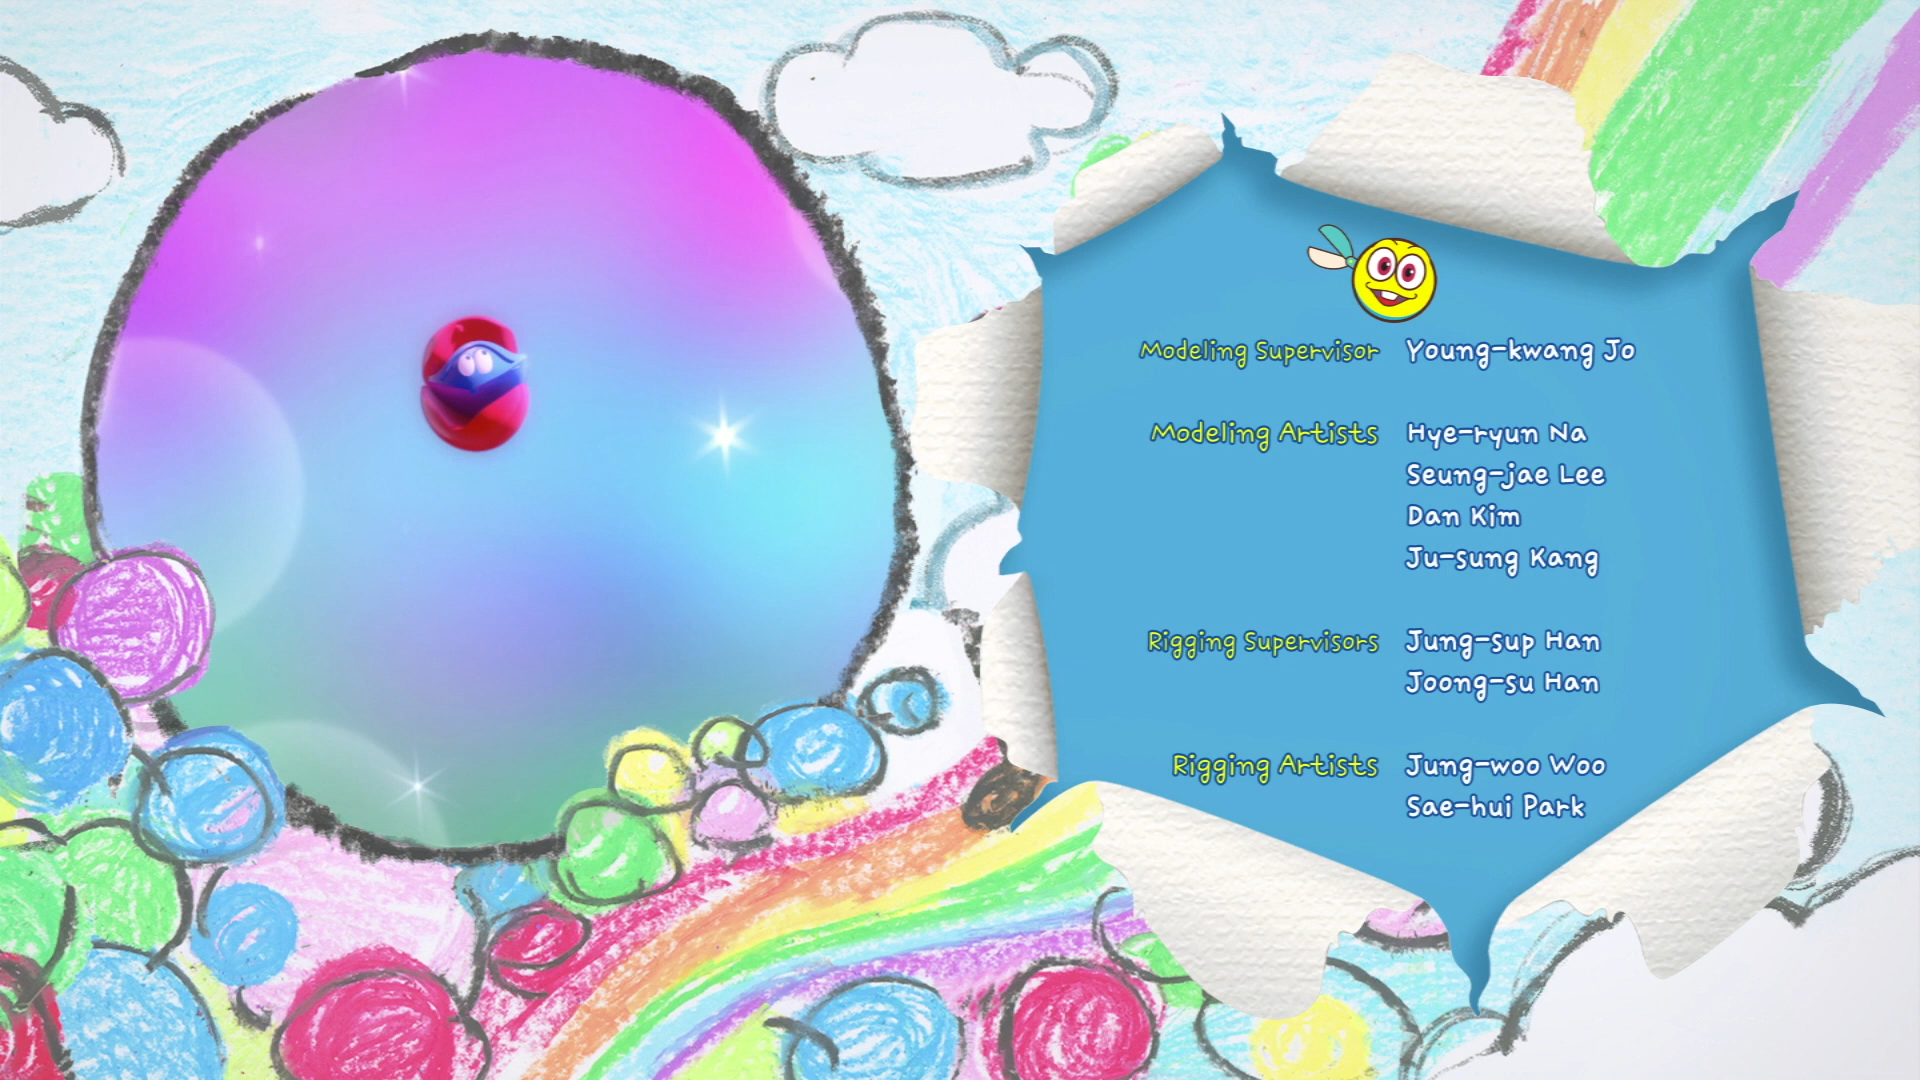 Modeling Supervisor Young-kwang Jo
Modeling Artists Hye-ryun Na
Seung-jae Lee
Dan Kim
Ju-sung Kang
Rigging Supervisors Jung-sup Han
Joong-su Han
Rigging Artists Jung-woo Woo
Sae-hui Park